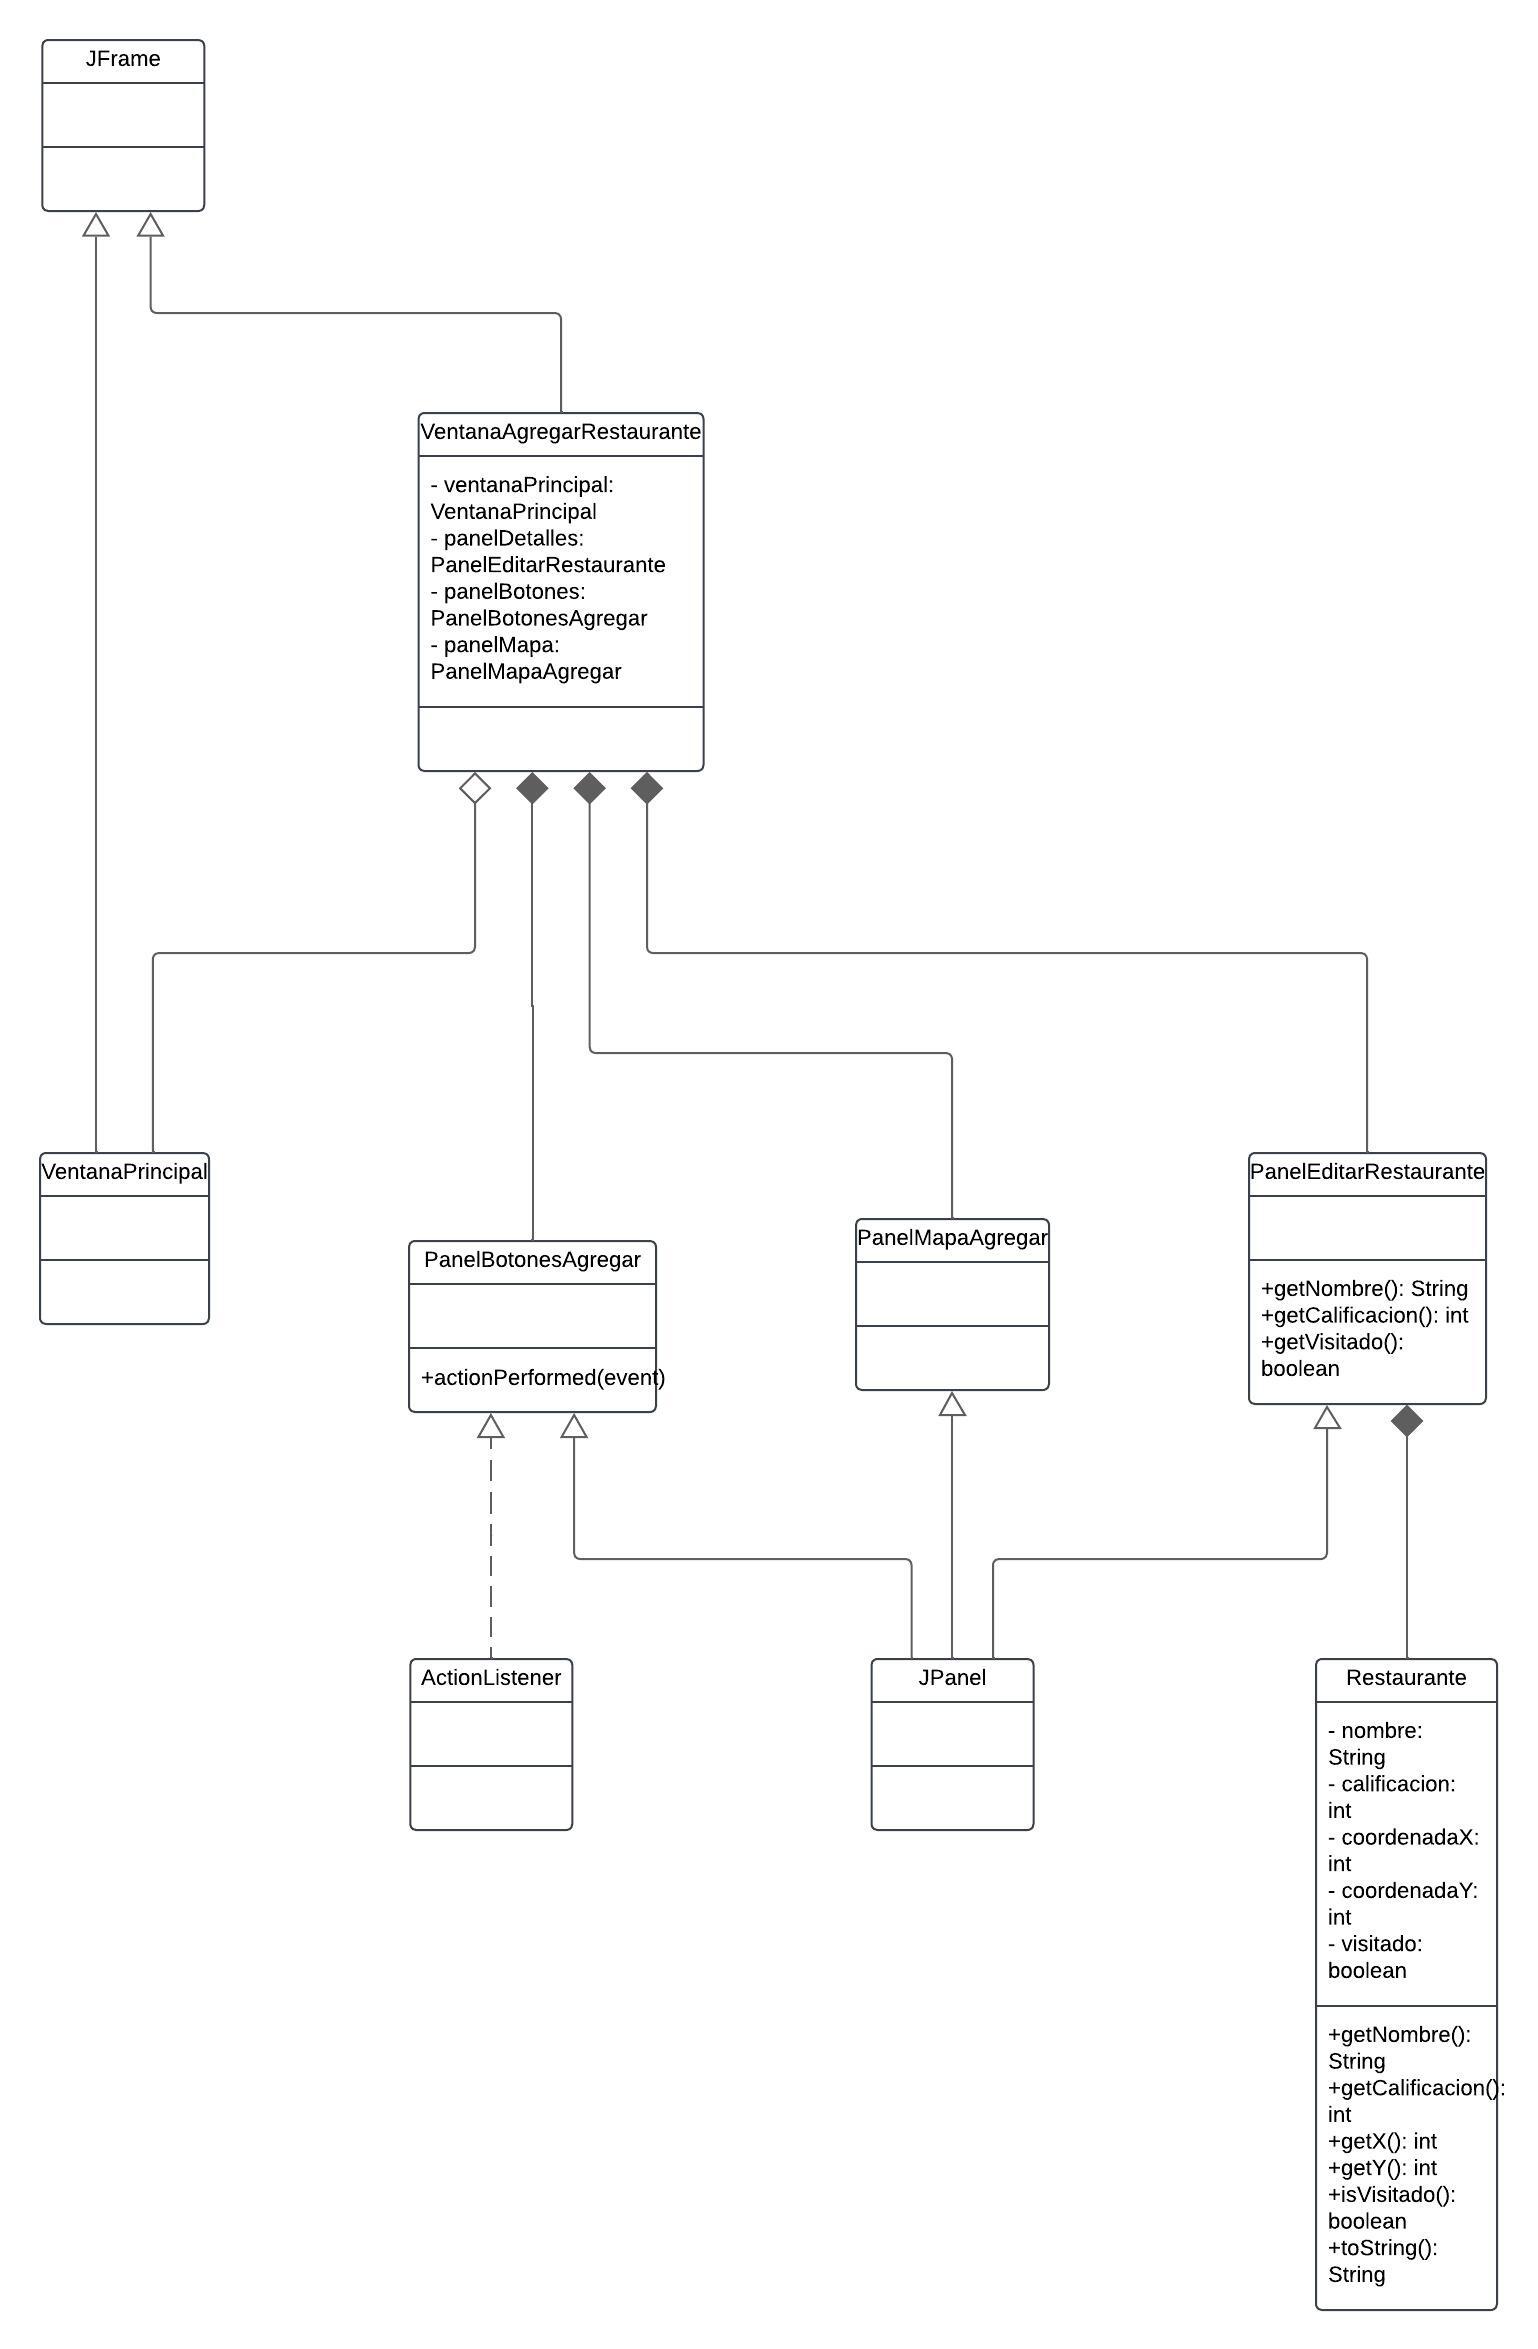 JFrame
VentanaAgregarRestaurante
- ventanaPrincipal:
VentanaPrincipal
- panelDetalles:
PanelEditarRestaurante
- panelBotones:
PanelBotonesAgregar
- panelMapa:
PanelMapaAgregar
VentanaPrincipal
PanelBotonesAgregar
+actionPerformed(event)
PanelMapaAgregar
PanelEditarRestaurante
+getNombre(): String
+getCalificacion(): int
+getVisitado():
boolean
ActionListener
JPanel
Restaurante
- nombre:
String
- calificacion:
int
- coordenadaX:
int
- coordenadaY:
int
- visitado:
boolean
+getNombre():
String
+getCalificacion():
int
+getX(): int
+getY(): int
+isVisitado():
boolean
+toString():
String